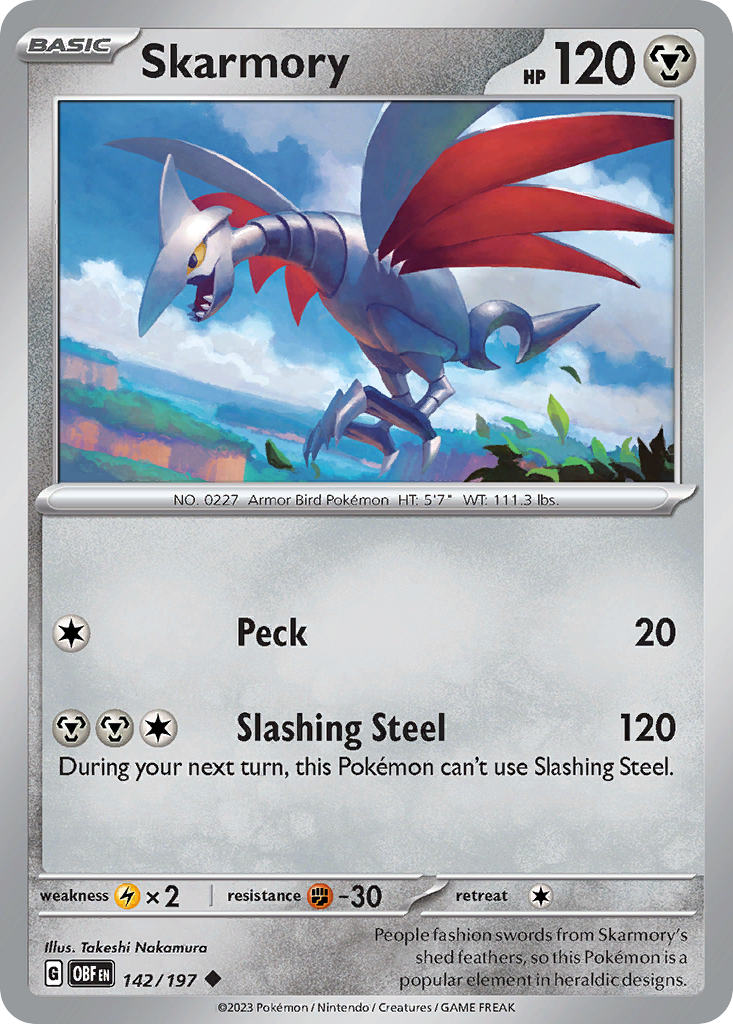 BASIC
Skarmory
HP 120
NO. 0227 Armor Bird Pokémon HT: 5'7" WT: 111.3 lbs.
Peck 20
Slashing Steel 120
During your next turn, this Pokémon can't use Slashing Steel.
weakness ×2 resistance -30 retreat
Illus. Takeshi Nakamura
G OBF EN 142/197
People fashion swords from Skarmory's
shed feathers, so this Pokémon is a
popular element in heraldic designs.
©2023 Pokémon / Nintendo / Creatures / GAME FREAK